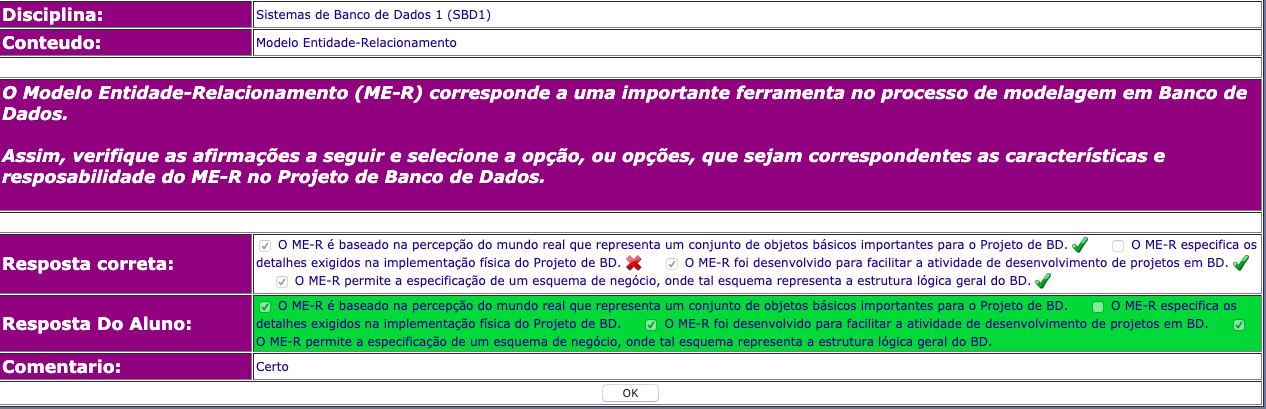 Disciplina: Sistemas de Banco de Dados 1 (SBD1)
Conteudo: Modelo Entidade-Relacionamento
O Modelo Entidade-Relacionamento (ME-R) corresponde a uma importante ferramenta no processo de modelagem em Banco de
Dados.
Assim, verifique as afirmações a seguir e selecione a opção, ou opções, que sejam correspondentes as características e
resposabilidade do ME-R no Projeto de Banco de Dados.
Resposta correta:
O ME-R é baseado na percepção do mundo real que representa um conjunto de objetos básicos importantes para o Projeto de BD. O ME-R especifica os
detalhes exigidos na implementação física do Projeto de BD. O ME-R foi desenvolvido para facilitar a atividade de desenvolvimento de projetos em BD.
O ME-R permite a especificação de um esquema de negócio, onde tal esquema representa a estrutura lógica geral do BD.
Resposta Do Aluno:
O ME-R é baseado na percepção do mundo real que representa um conjunto de objetos básicos importantes para o Projeto de BD. O ME-R especifica os
detalhes exigidos na implementação física do Projeto de BD. O ME-R foi desenvolvido para facilitar a atividade de desenvolvimento de projetos em BD.
O ME-R permite a especificação de um esquema de negócio, onde tal esquema representa a estrutura lógica geral do BD.
Comentario: Certo
OK